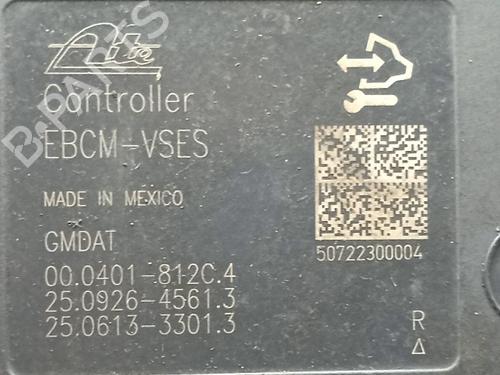 Ate
Controller
EBCM-VSES
MADE IN MEXICO
GMDAT
00.0401-812C.4
25.0926-4561.3
25.0613-3301.3
50722300004
R
B-PARTS